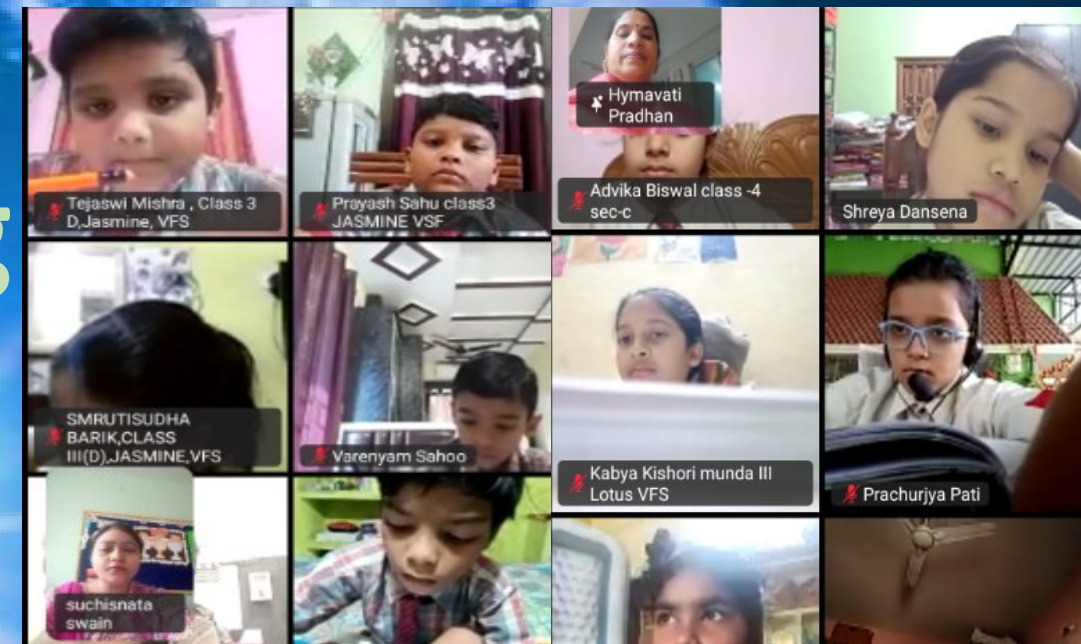 Tejaswi Mishra , Class 3
D,Jasmine, VFS
Prayash Sahu class3
JASMINE VSF
Hymavati
Pradhan
Advika Biswal class -4
sec-c
Shreya Dansena
SMRUTISUDHA
BARIK,CLASS
III(D),JASMINE,VFS
Varenyam Sahoo
Kabya Kishori munda III
Lotus VFS
Prachurjya Pati
suchisnata
swain